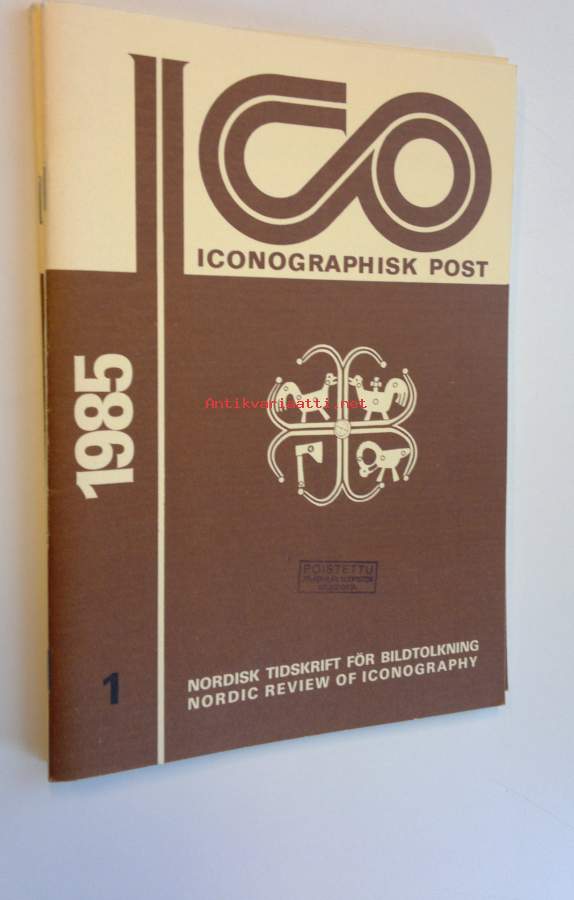 ICO
ICONOGRAPHISK POST
1985
Antikvariaatti.net
POISTETTU
1
NORDISK TIDSKRIFT FÖR BILDTOLKNING
NORDIC REVIEW OF ICONOGRAPHY